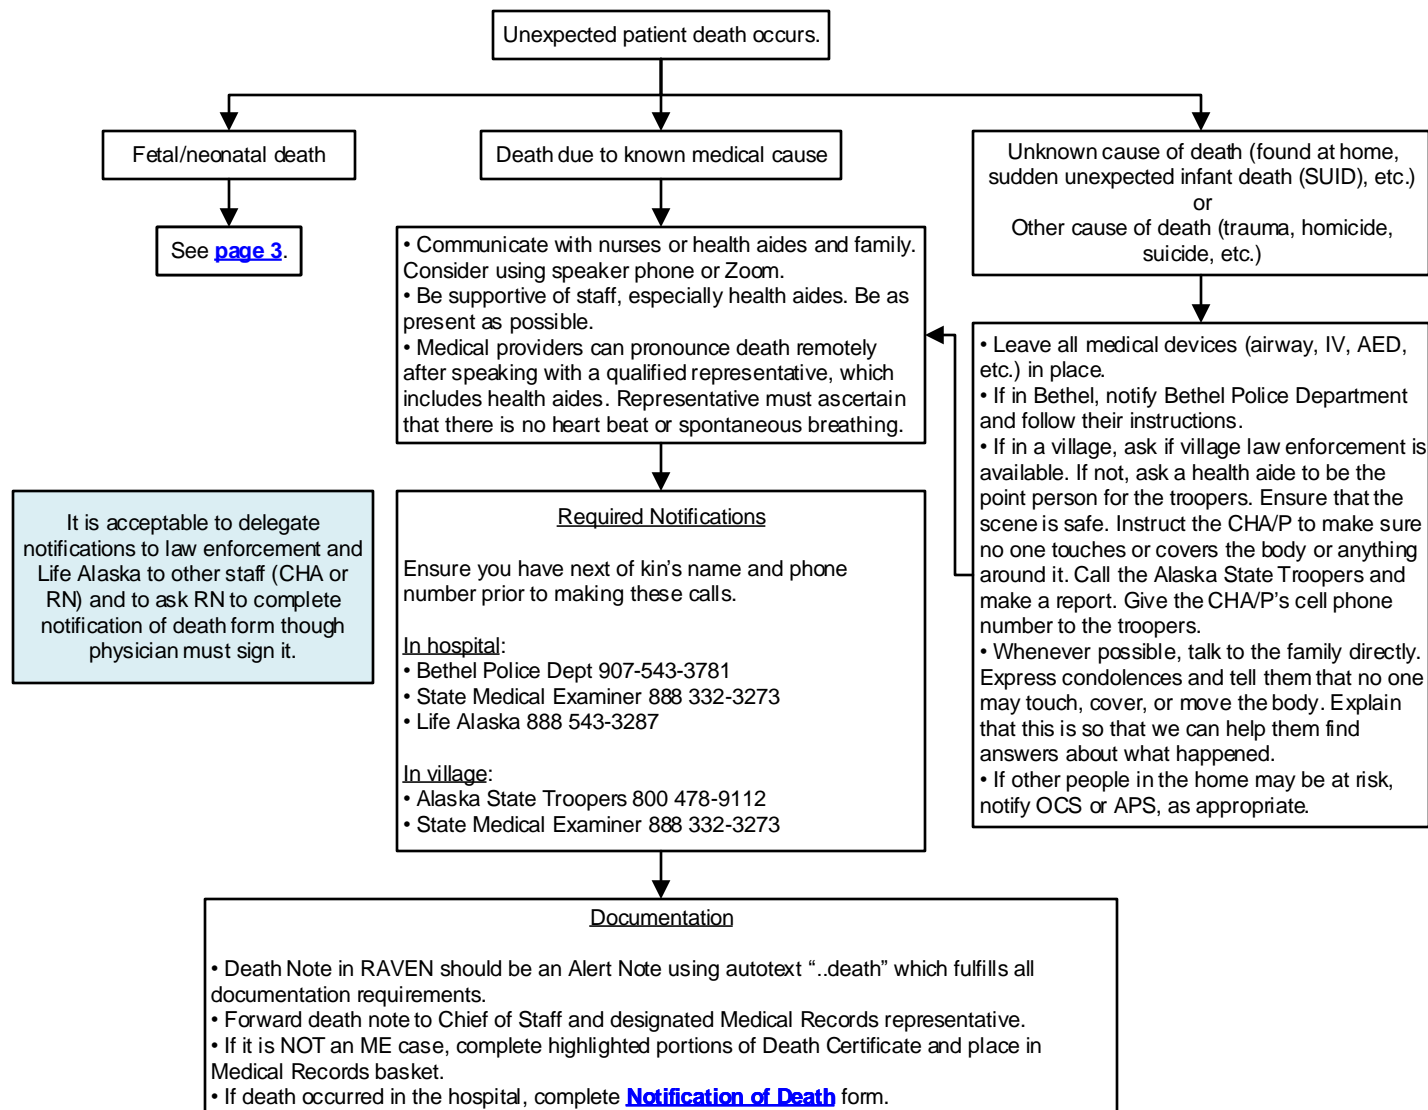 Unexpected patient death occurs.
Fetal/neonatal death
See page 3.
Death due to known medical cause
• Communicate with nurses or health aides and family.
Consider using speaker phone or Zoom.
• Be supportive of staff, especially health aides. Be as
present as possible.
• Medical providers can pronounce death remotely
after speaking with a qualified representative, which
includes health aides. Representative must ascertain
that there is no heart beat or spontaneous breathing.
Unknown cause of death (found at home,
sudden unexpected infant death (SUID), etc.)
or
Other cause of death (trauma, homicide,
suicide, etc.)
• Leave all medical devices (airway, IV, AED,
etc.) in place.
• If in Bethel, notify Bethel Police Department
and follow their instructions.
• If in a village, ask if village law enforcement is
available. If not, ask a health aide to be the
point person for the troopers. Ensure that the
scene is safe. Instruct the CHA/P to make sure
no one touches or covers the body or anything
around it. Call the Alaska State Troopers and
make a report. Give the CHA/P's cell phone
number to the troopers.
• Whenever possible, talk to the family directly.
Express condolences and tell them that no one
may touch, cover, or move the body. Explain
that this is so that we can help them find
answers about what happened.
• If other people in the home may be at risk,
notify OCS or APS, as appropriate.
It is acceptable to delegate
notifications to law enforcement and
Life Alaska to other staff (CHA or
RN) and to ask RN to complete
notification of death form though
physician must sign it.
Required Notifications
Ensure you have next of kin's name and phone
number prior to making these calls.
In hospital:
• Bethel Police Dept 907-543-3781
• State Medical Examiner 888 332-3273
• Life Alaska 888 543-3287
In village:
• Alaska State Troopers 800 478-9112
• State Medical Examiner 888 332-3273
Documentation
• Death Note in RAVEN should be an Alert Note using autotext “..death” which fulfills all
documentation requirements.
• Forward death note to Chief of Staff and designated Medical Records representative.
• If it is NOT an ME case, complete highlighted portions of Death Certificate and place in
Medical Records basket.
• If death occurred in the hospital, complete Notification of Death form.